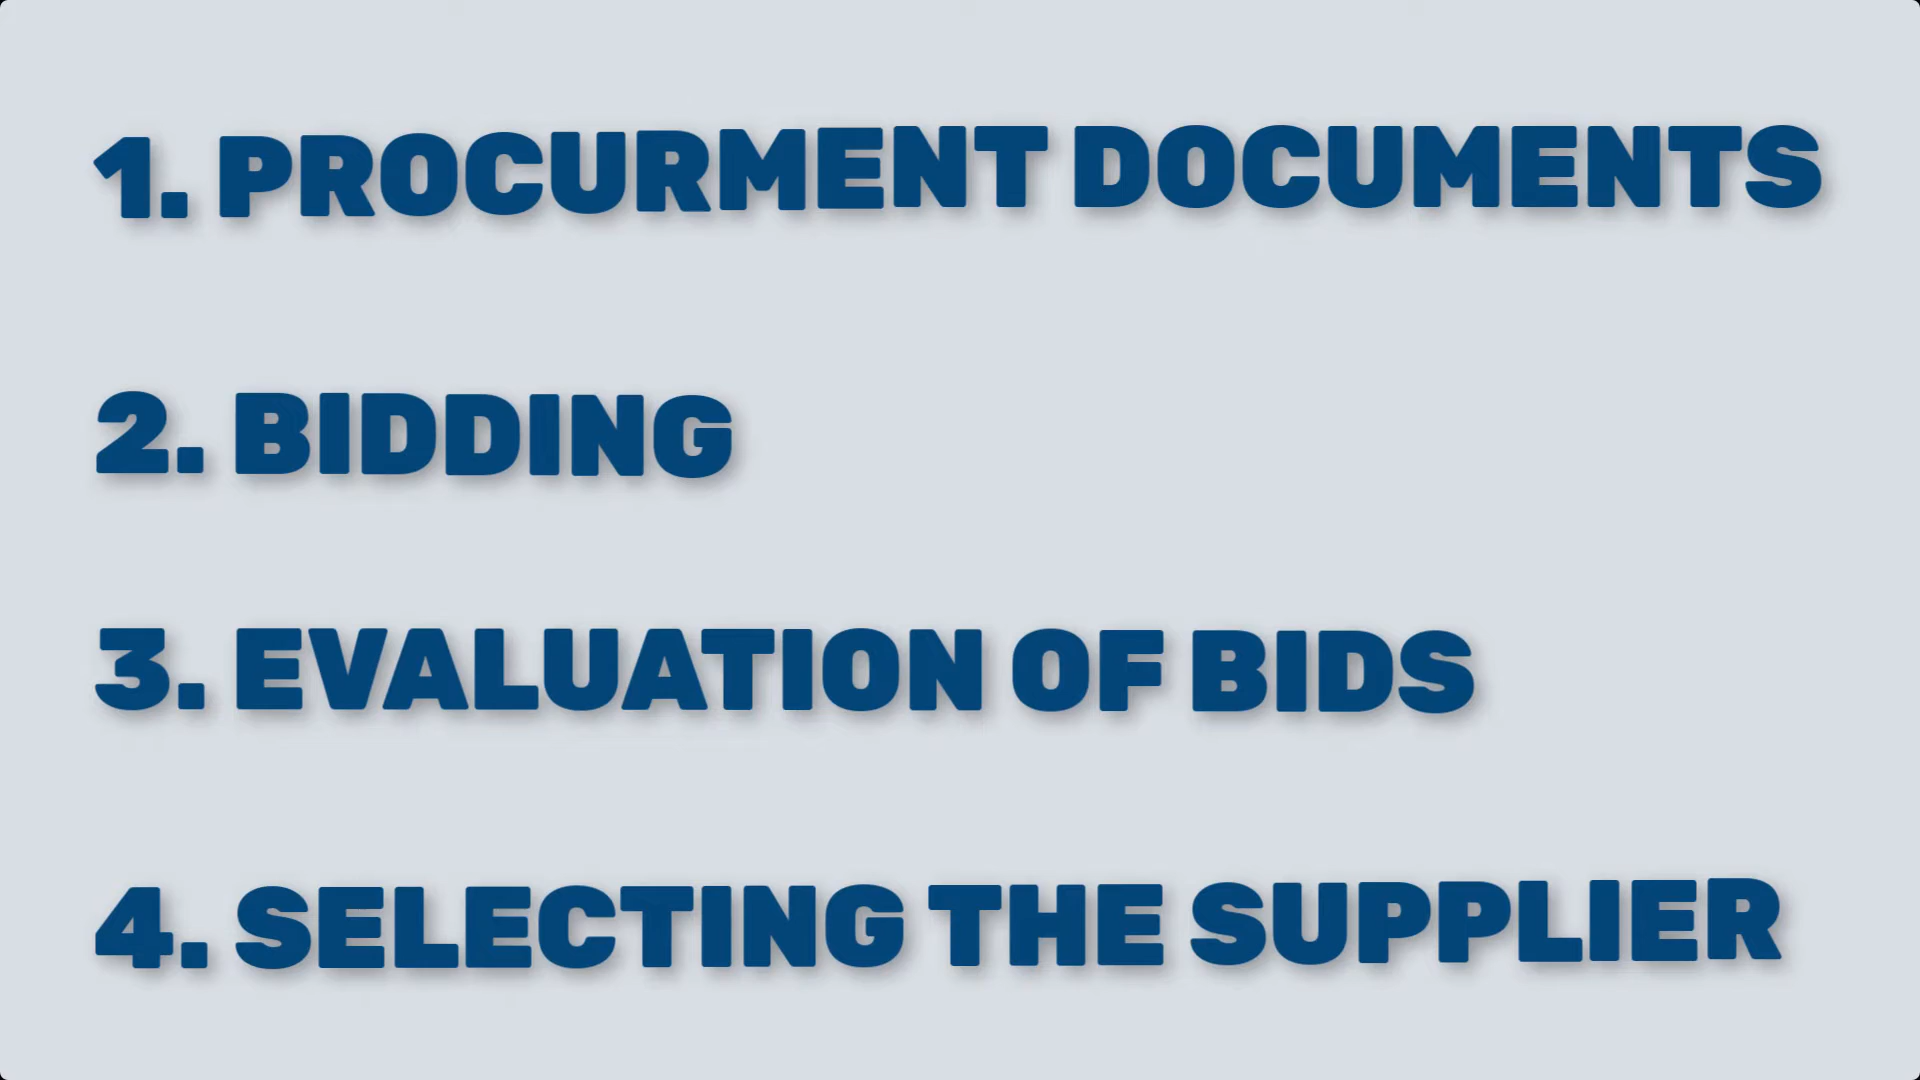 1. PROCURMENT DOCUMENTS
2. BIDDING
3. EVALUATION OF BIDS
4. SELECTING THE SUPPLIER